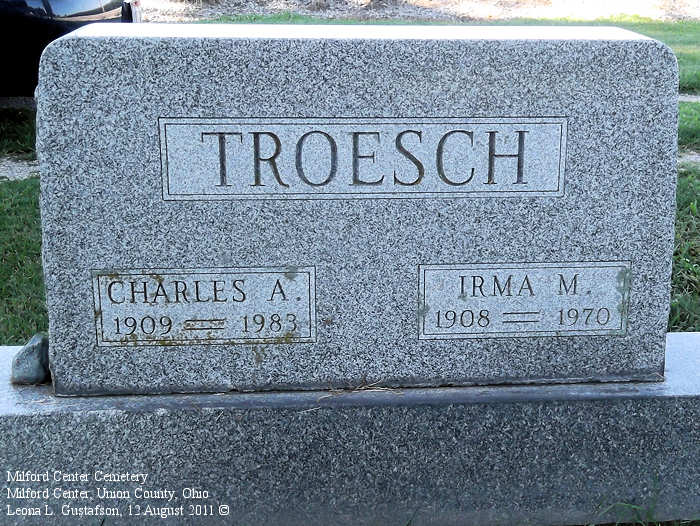 TROESCH
CHARLES A.
1909 = 1983
IRMA M.
1908 = 1970
Milford Center Cemetery
Milford Center, Union County, Ohio
Leona L. Gustafson, 12 August 2011 ©